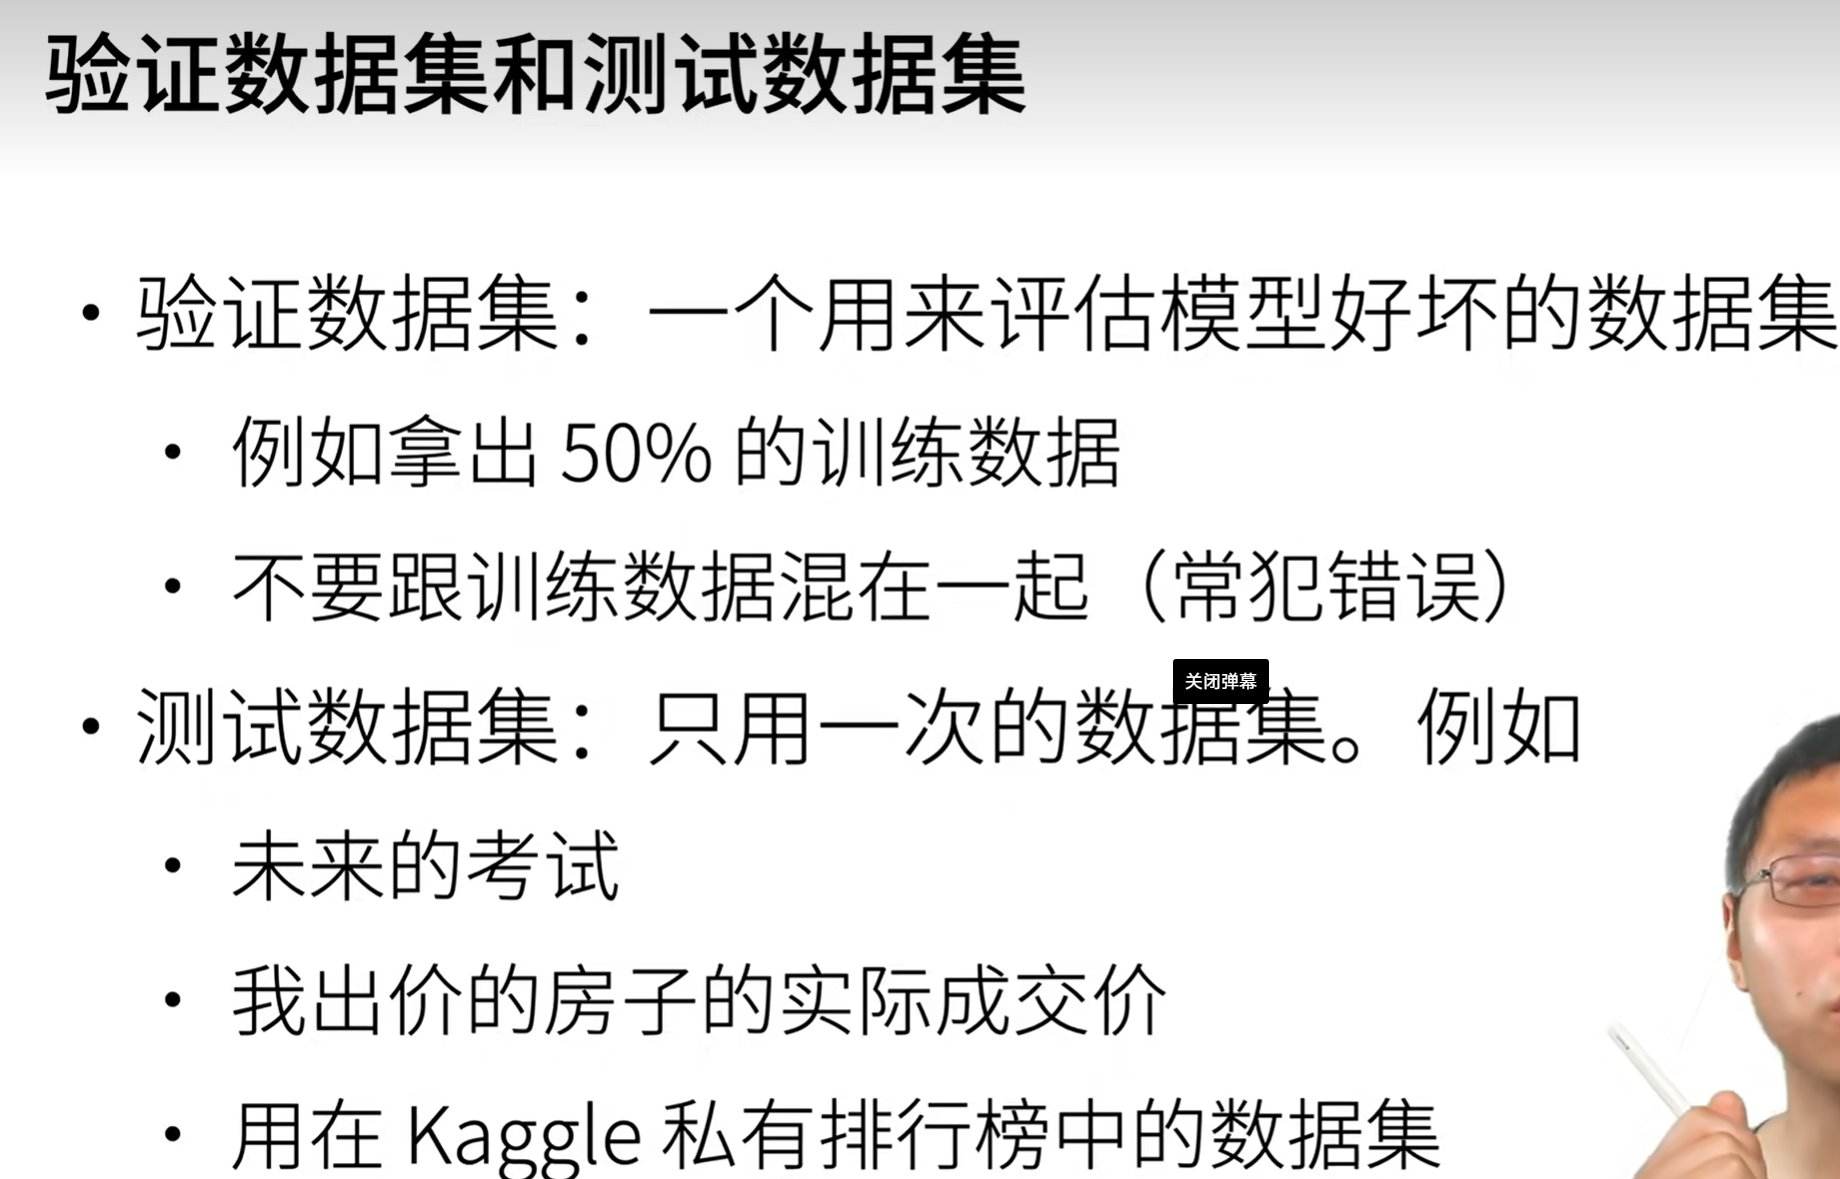 验证数据集和测试数据集
• 验证数据集：一个用来评估模型好坏的数据集
• 例如拿出 50% 的训练数据
• 不要跟训练数据混在一起（常犯错误）
关闭弹幕
• 测试数据集：只用一次的数据集。例如
• 未来的考试
• 我出价的房子的实际成交价
• 用在 Kaggle 私有排行榜中的数据集